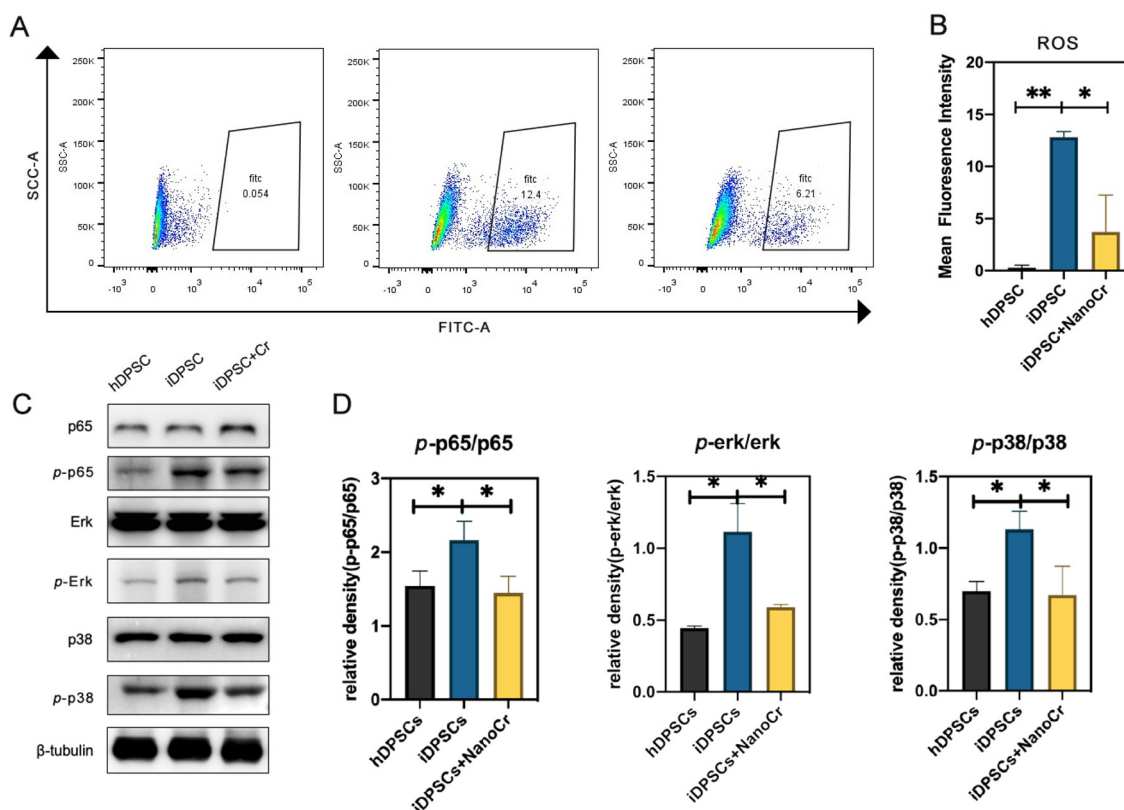 A
SCC-A
SSC-A
250K
200K
150K
100K
50K
0
fitc
0.054
-10^3
0
10^3
10^4
10^5
SSC-A
250K
200K
150K
100K
50K
0
fitc
12.4
-10^3
0
10^3
10^4
10^5
SSC-A
250K
200K
150K
100K
50K
0
fitc
6.21
-10^3
0
10^3
10^4
10^5
FITC-A
B
ROS
Mean Fluoresence Intensity
20
15
10
5
0
**
*
hDPSC
iDPSC
iDPSC+NanoCr
C
hDPSC
iDPSC
iDPSC+Cr
p65
p-p65
Erk
p-Erk
p38
p-p38
β-tubulin
D
p-p65/p65
relative density(p-p65/p65)
3
2
1
0
*
*
hDPSCs
iDPSCs
iDPSCs+NanoCr
p-erk/erk
relative density(p-erk/erk)
1.5
1.0
0.5
0.0
*
*
hDPSCs
iDPSCs
iDPSCs+NanoCr
p-p38/p38
relative density(p-p38/p38)
1.5
1.0
0.5
0.0
*
*
hDPSCs
iDPSCs
iDPSCs+NanoCr